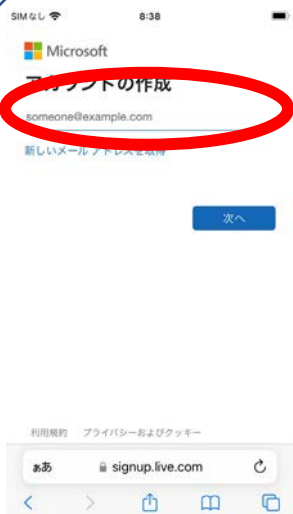 SIMなし 8:38
Microsoft
アカウントの作成
someone@example.com
新しいメール アドレスを取得
次へ
利用規約 プライバシーおよびクッキー
ぁあ signup.live.com